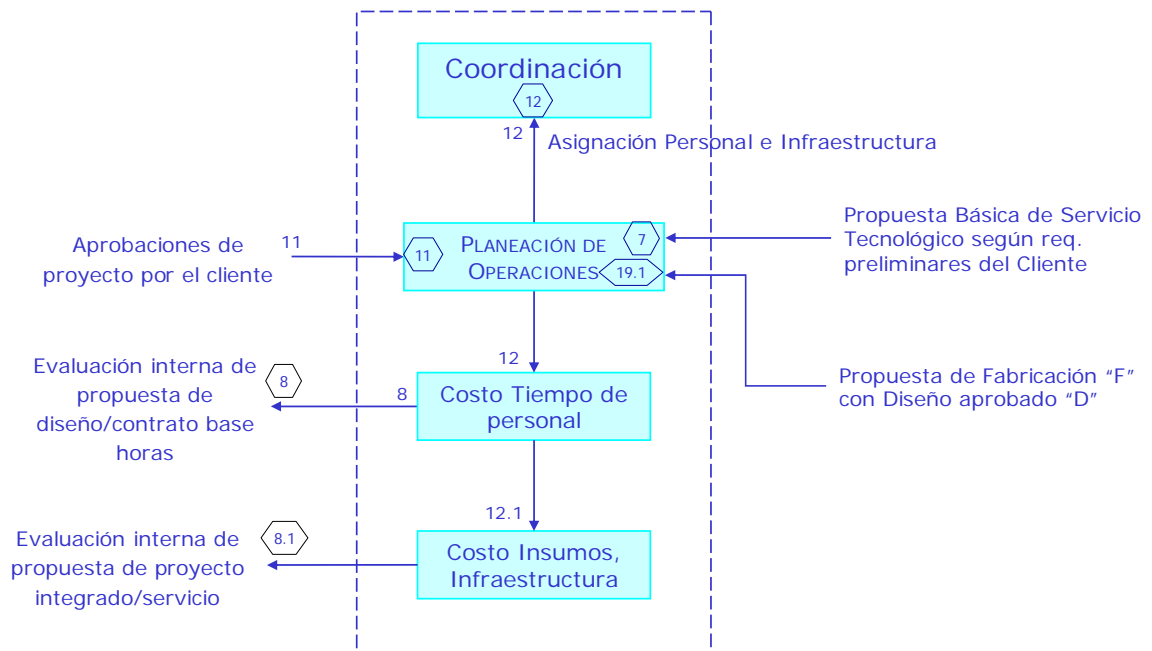 Coordinación
12
12
Asignación Personal e Infraestructura
Aprobaciones de
proyecto por el cliente
11
11
PLANEACIÓN DE
OPERACIONES
7
19.1
Propuesta Básica de Servicio
Tecnológico según req.
preliminares del Cliente
12
Evaluación interna de
propuesta de
diseño/contrato base
horas
8
8
Costo Tiempo de
personal
Propuesta de Fabricación “F”
con Diseño aprobado “D”
12.1
Evaluación interna de
propuesta de proyecto
integrado/servicio
8.1
Costo Insumos,
Infraestructura